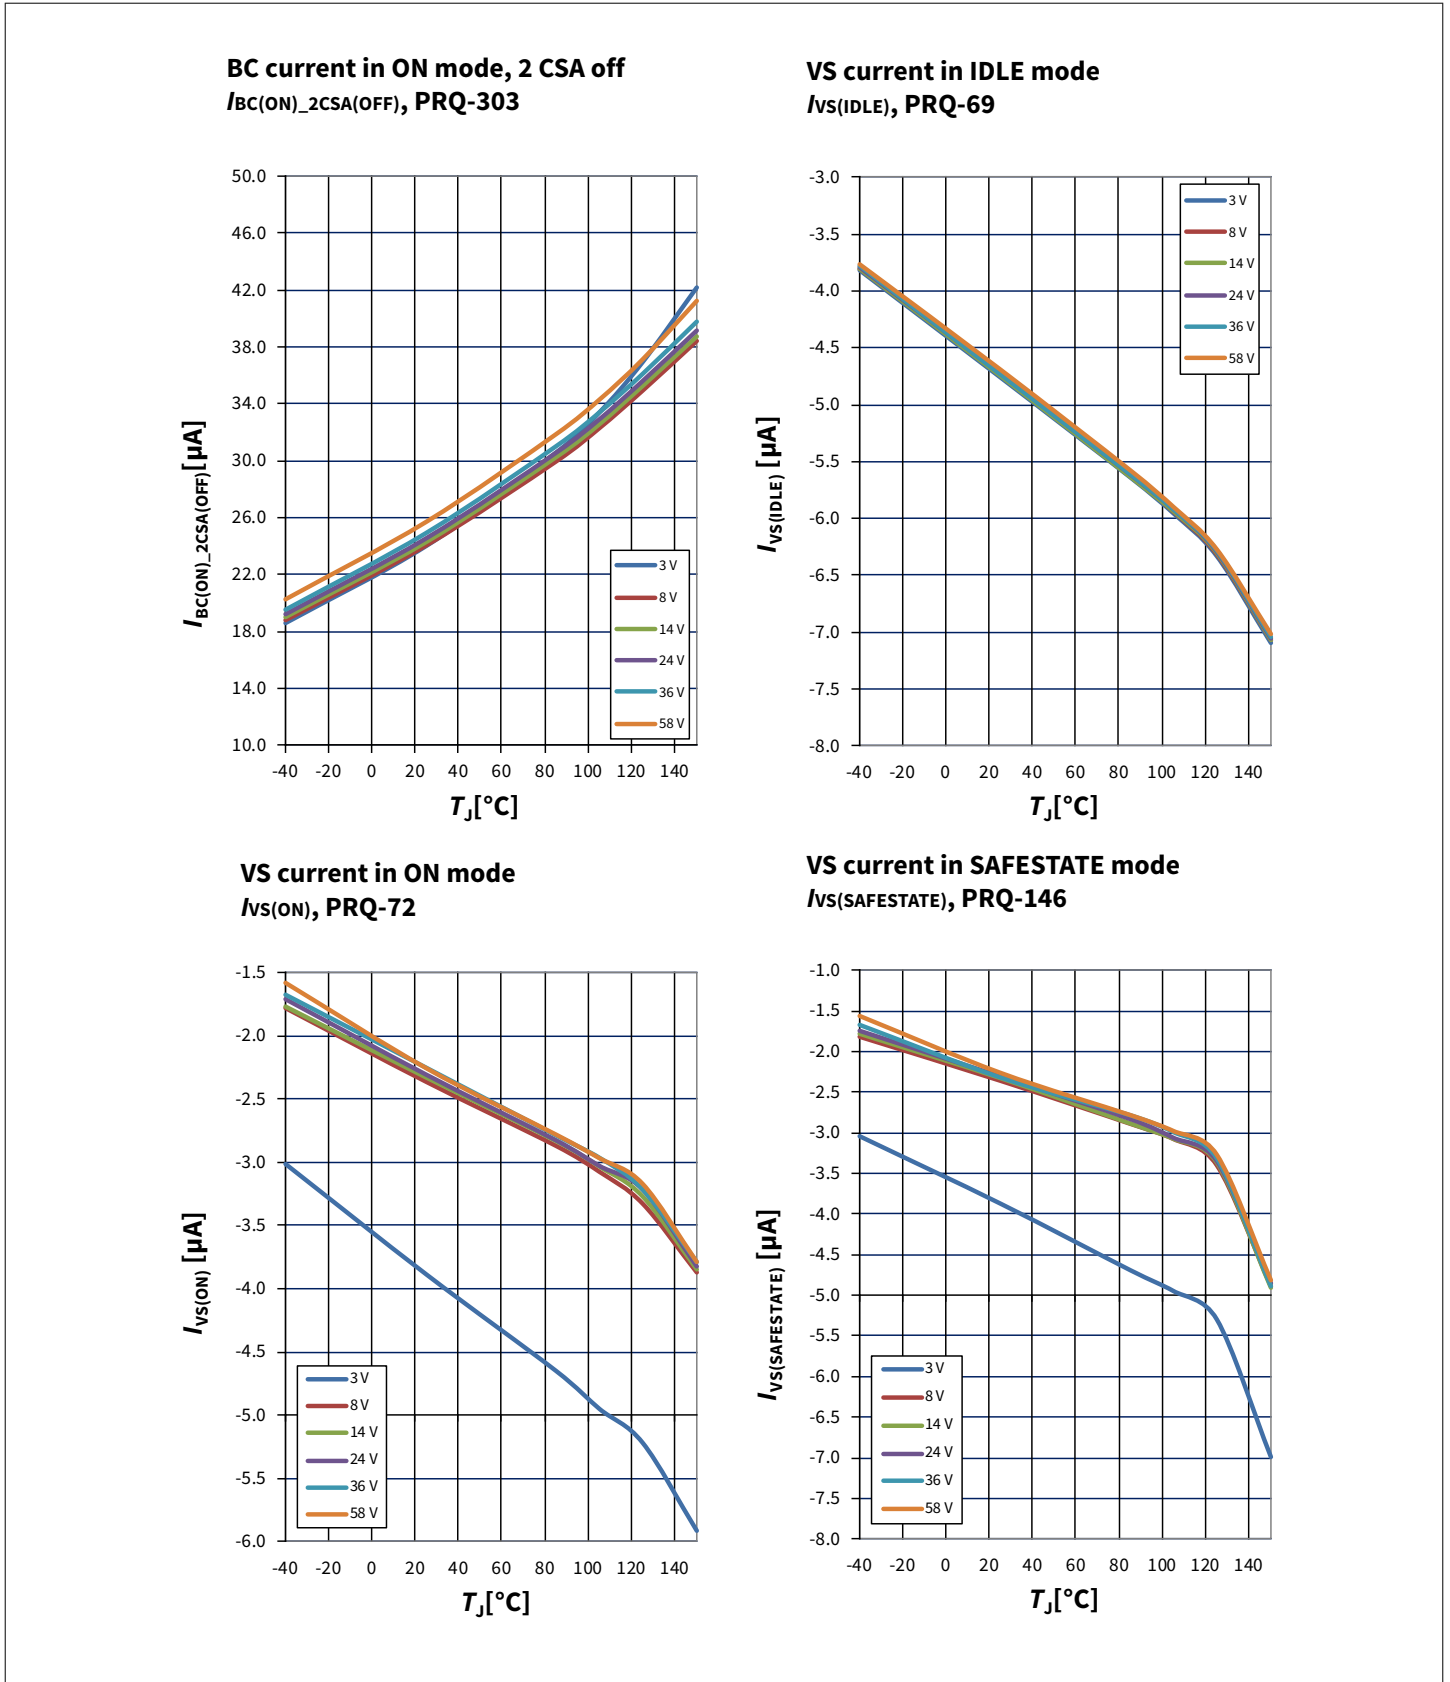 BC current in ON mode, 2 CSA off
IBC(ON)_2CSA(OFF), PRQ-303
50.0
46.0
42.0
38.0
34.0
30.0
26.0
22.0
18.0
14.0
10.0
IBC(ON)_2CSA(OFF)[µA]
3 V
8 V
14 V
24 V
36 V
58 V
-40 -20 0 20 40 60 80 100 120 140
TJ[°C]
VS current in IDLE mode
IVS(IDLE), PRQ-69
-3.0
-3.5
-4.0
-4.5
-5.0
-5.5
-6.0
-6.5
-7.0
-7.5
-8.0
IVS(IDLE) [µA]
3 V
8 V
14 V
24 V
36 V
58 V
-40 -20 0 20 40 60 80 100 120 140
TJ[°C]
VS current in ON mode
IVS(ON), PRQ-72
-1.5
-2.0
-2.5
-3.0
-3.5
-4.0
-4.5
-5.0
-5.5
-6.0
IVS(ON) [µA]
3 V
8 V
14 V
24 V
36 V
58 V
-40 -20 0 20 40 60 80 100 120 140
TJ[°C]
VS current in SAFESTATE mode
IVS(SAFESTATE), PRQ-146
-1.0
-1.5
-2.0
-2.5
-3.0
-3.5
-4.0
-4.5
-5.0
-5.5
-6.0
-6.5
-7.0
-7.5
-8.0
IVS(SAFESTATE) [µA]
3 V
8 V
14 V
24 V
36 V
58 V
-40 -20 0 20 40 60 80 100 120 140
TJ[°C]